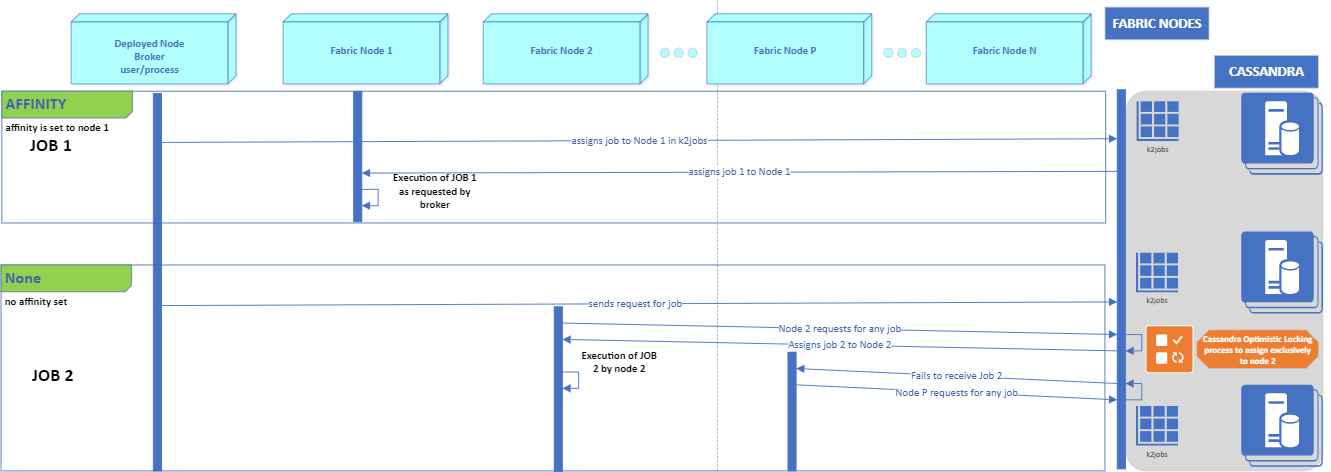 FABRIC NODES
Deployed Node
Broker
user/process
Fabric Node 1
Fabric Node 2
Fabric Node P
Fabric Node N
CASSANDRA
AFFINITY
affinity is set to node 1
JOB 1
assigns job to Node 1 in k2jobs
k2jobs
assigns job 1 to Node 1
Execution of JOB 1
as requested by
broker
None
no affinity set
sends request for job
k2jobs
Node 2 requests for any job
Assigns job 2 to Node 2
Cassandra Optimistic Locking
process to assign exclusively
to node 2
Execution of JOB
2 by node 2
JOB 2
Fails to receive Job 2
Node P requests for any job
k2jobs